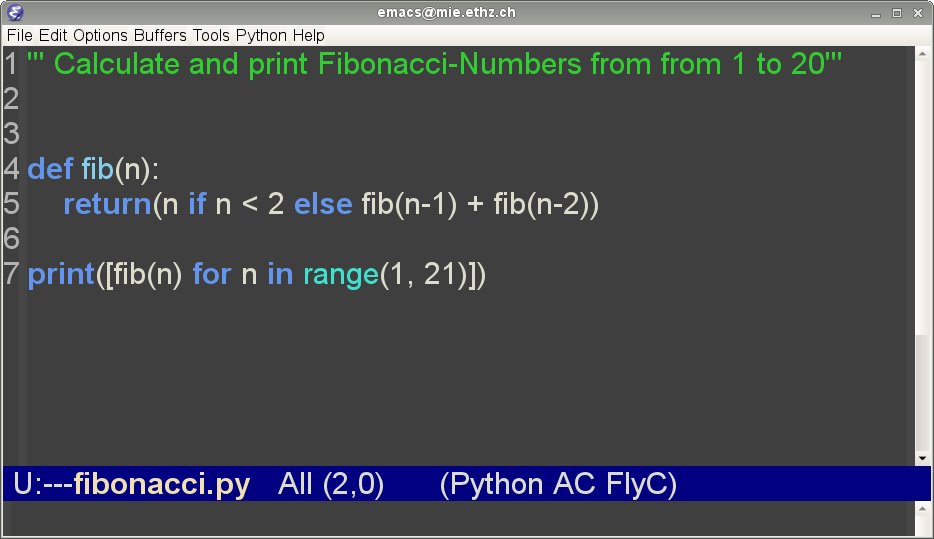 emacs@mie.ethz.ch
File Edit Options Buffers Tools Python Help
1 ''' Calculate and print Fibonacci-Numbers from from 1 to 20'''
2
3
4 def fib(n):
5 return(n if n < 2 else fib(n-1) + fib(n-2))
6
7 print([fib(n) for n in range(1, 21)])
U:---fibonacci.py All (2,0) (Python AC FlyC)